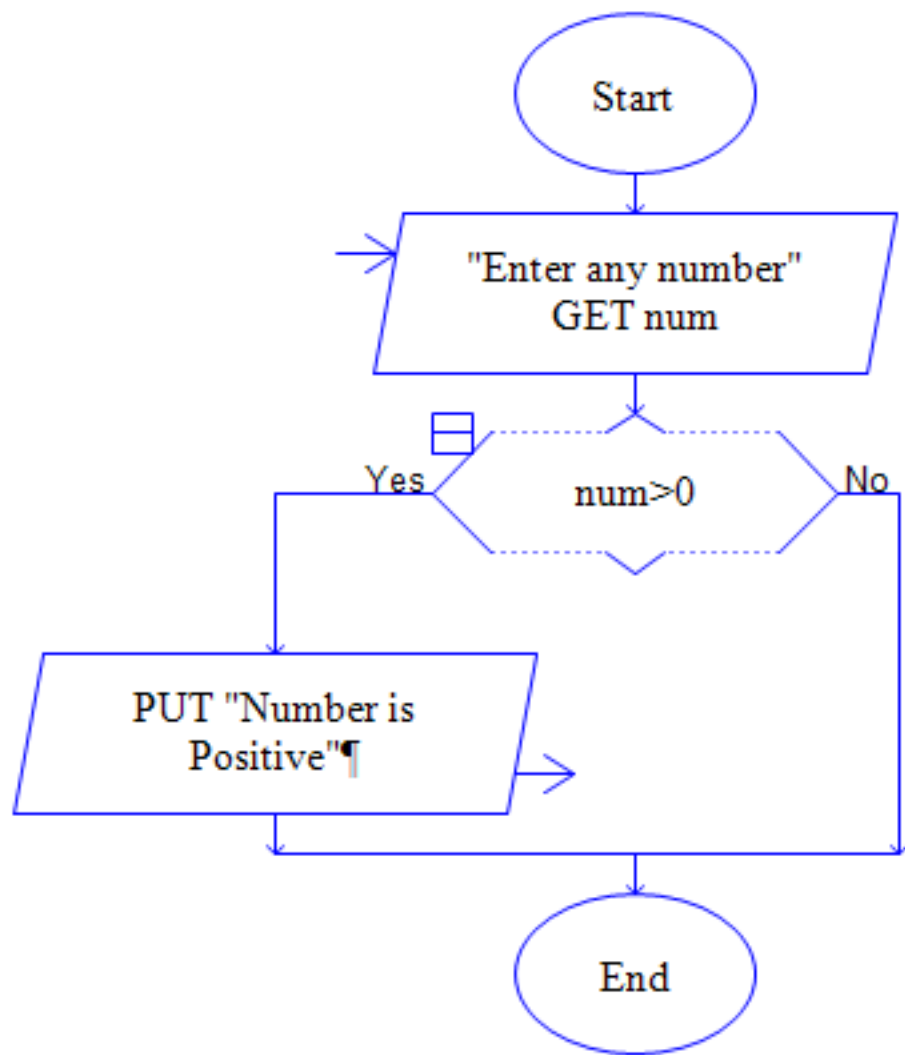 Start
"Enter any number"
GET num
Yes
num>0
No
PUT "Number is
Positive"¶
End